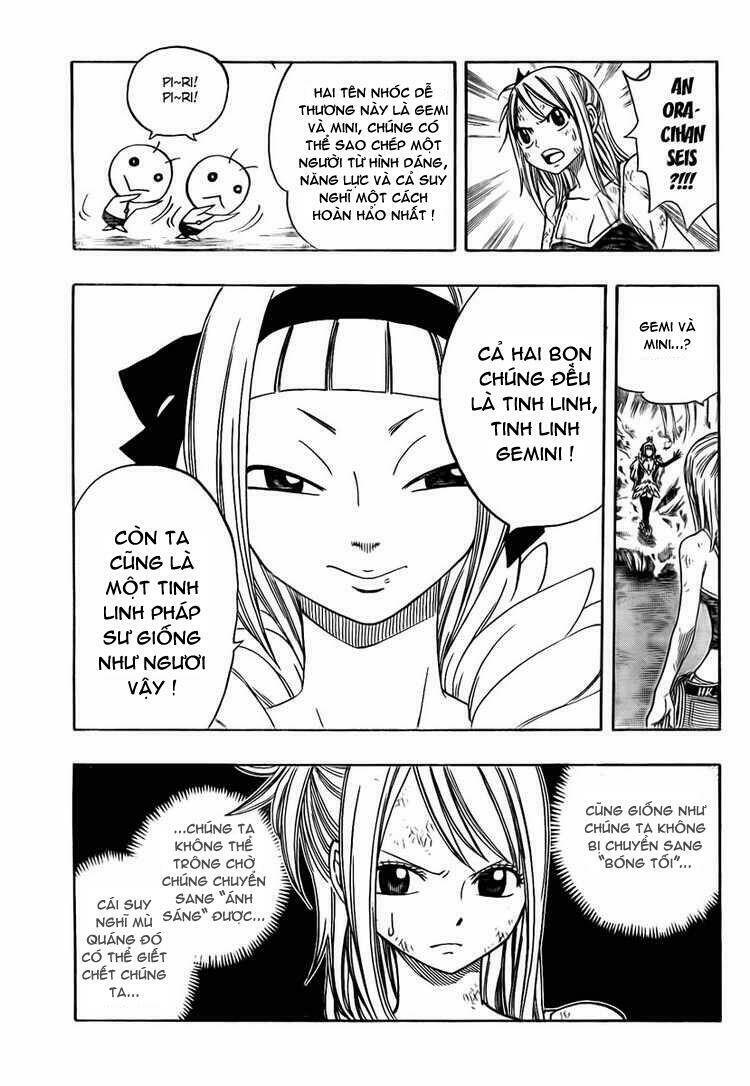 AN
ORA-
CIHAN
SEIS
?!!!
HAI TÊN NHÓC DỄ
THƯƠNG NÀY LÀ GEMI
VÀ MINI, CHÚNG CÓ
THỂ SAO CHÉP MỘT
NGƯỜI TỪ HÌNH DÁNG,
NĂNG LỰC VÀ CẢ SUY
NGHĨ MỘT CÁCH
HOÀN HẢO NHẤT !
PI~RI!
PI~RI!
GEMI VÀ
MINI...?
CẢ HAI BỌN
CHÚNG ĐỀU
LÀ TINH LINH,
TINH LINH
GEMINI !
CÒN TA
CŨNG LÀ
MỘT TINH
LINH PHÁP
SƯ GIỐNG
NHƯ NGƯƠI
VẬY !
CŨNG GIỐNG NHƯ
CHÚNG TA KHÔNG
BỊ CHUYỂN SANG
"BÓNG TỐI"...
...CHÚNG TA
KHÔNG THỂ
TRÔNG CHỜ
CHÚNG CHUYỂN
SANG "ÁNH
SÁNG" ĐƯỢC...
CÁI SUY
NGHĨ MÙ
QUÁNG ĐÓ
CÓ THỂ GIẾT
CHẾT CHÚNG
TA...